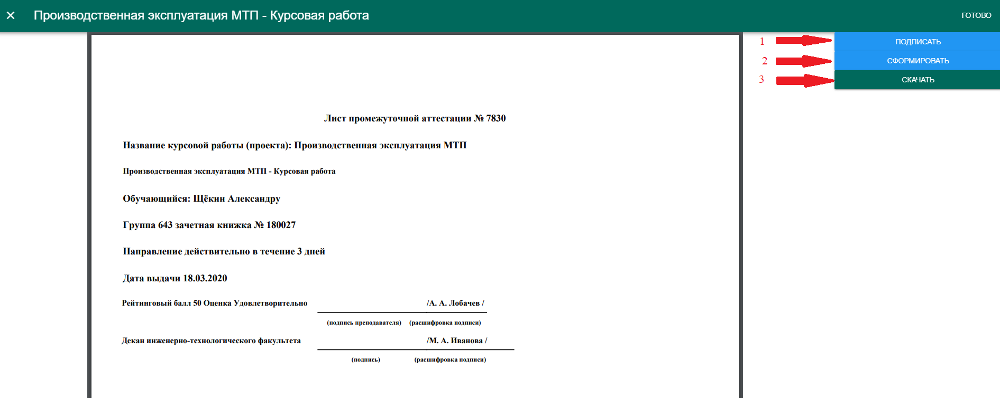 × Производственная эксплуатация МТП - Курсовая работа ГОТОВО
1 ПОДПИСАТЬ
2 СФОРМИРОВАТЬ
3 СКАЧАТЬ
Лист промежуточной аттестации № 7830
Название курсовой работы (проекта): Производственная эксплуатация МТП
Производственная эксплуатация МТП - Курсовая работа
Обучающийся: Щёкин Александру
Группа 643 зачетная книжка № 180027
Направление действительно в течение 3 дней
Дата выдачи 18.03.2020
Рейтинговый балл 50 Оценка Удовлетворительно /А. А. Лобачев /
(подпись преподавателя) (расшифровка подписи)
Декан инженерно-технологического факультета /М. А. Иванова /
(подпись) (расшифровка подписи)